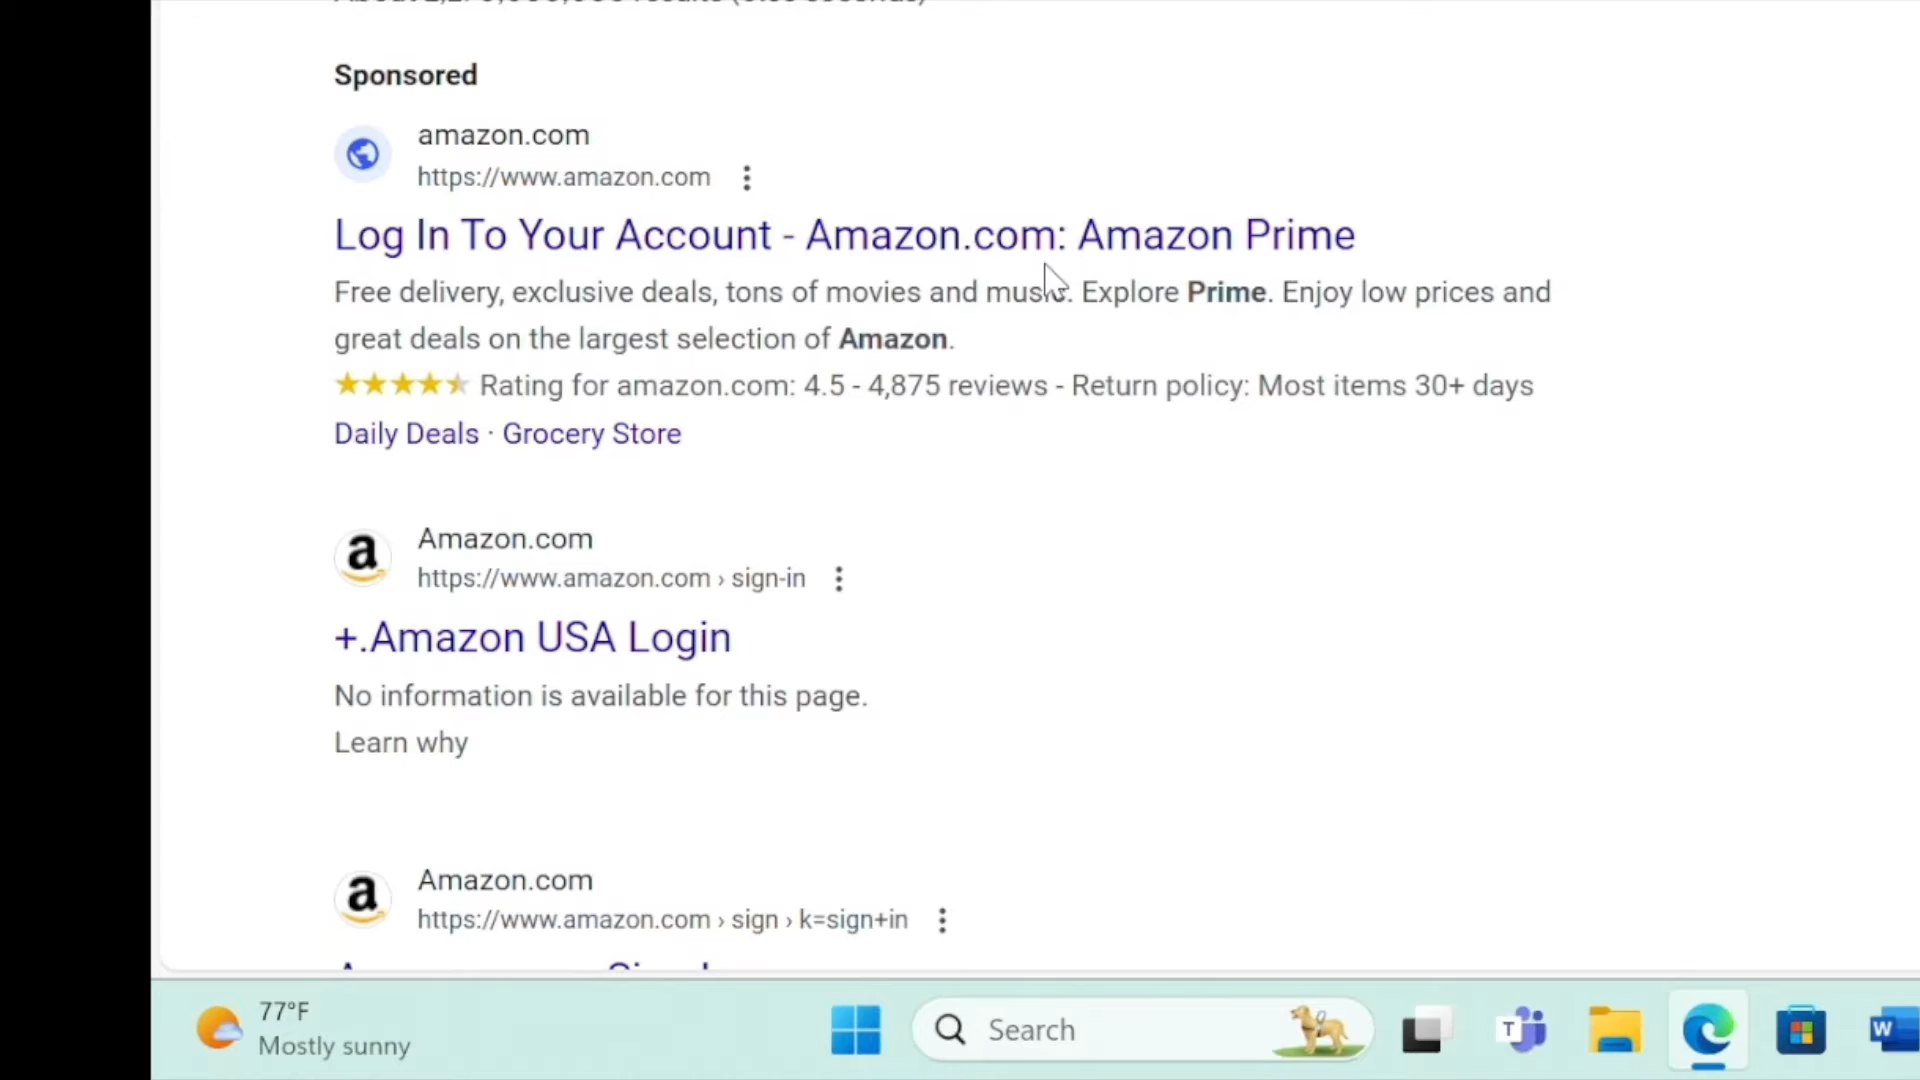 Sponsored
amazon.com
https://www.amazon.com
Log In To Your Account - Amazon.com: Amazon Prime
Free delivery, exclusive deals, tons of movies and music. Explore Prime. Enjoy low prices and
great deals on the largest selection of Amazon.
Rating for amazon.com: 4.5 - 4,875 reviews - Return policy: Most items 30+ days
Daily Deals · Grocery Store
a
Amazon.com
https://www.amazon.com › sign-in
+.Amazon USA Login
No information is available for this page.
Learn why
a
Amazon.com
https://www.amazon.com › sign › k=sign+in
77°F
Mostly sunny
Search
T
W